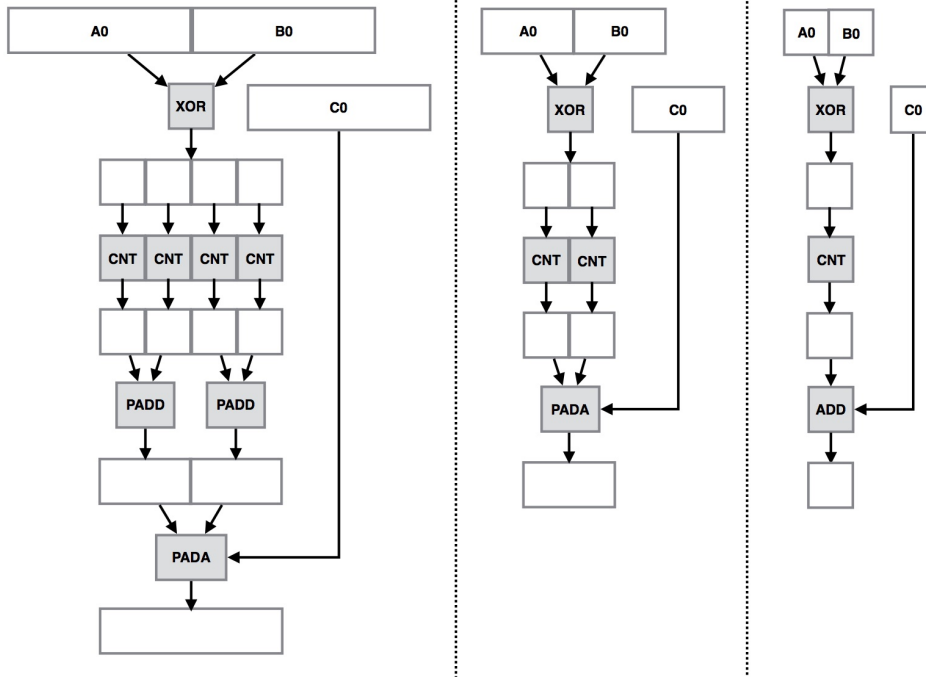 A0 B0
XOR
C0
CNT CNT CNT CNT
PADD PADD
PADA
A0 B0
XOR
C0
CNT CNT
PADA
A0 B0
XOR
C0
CNT
ADD